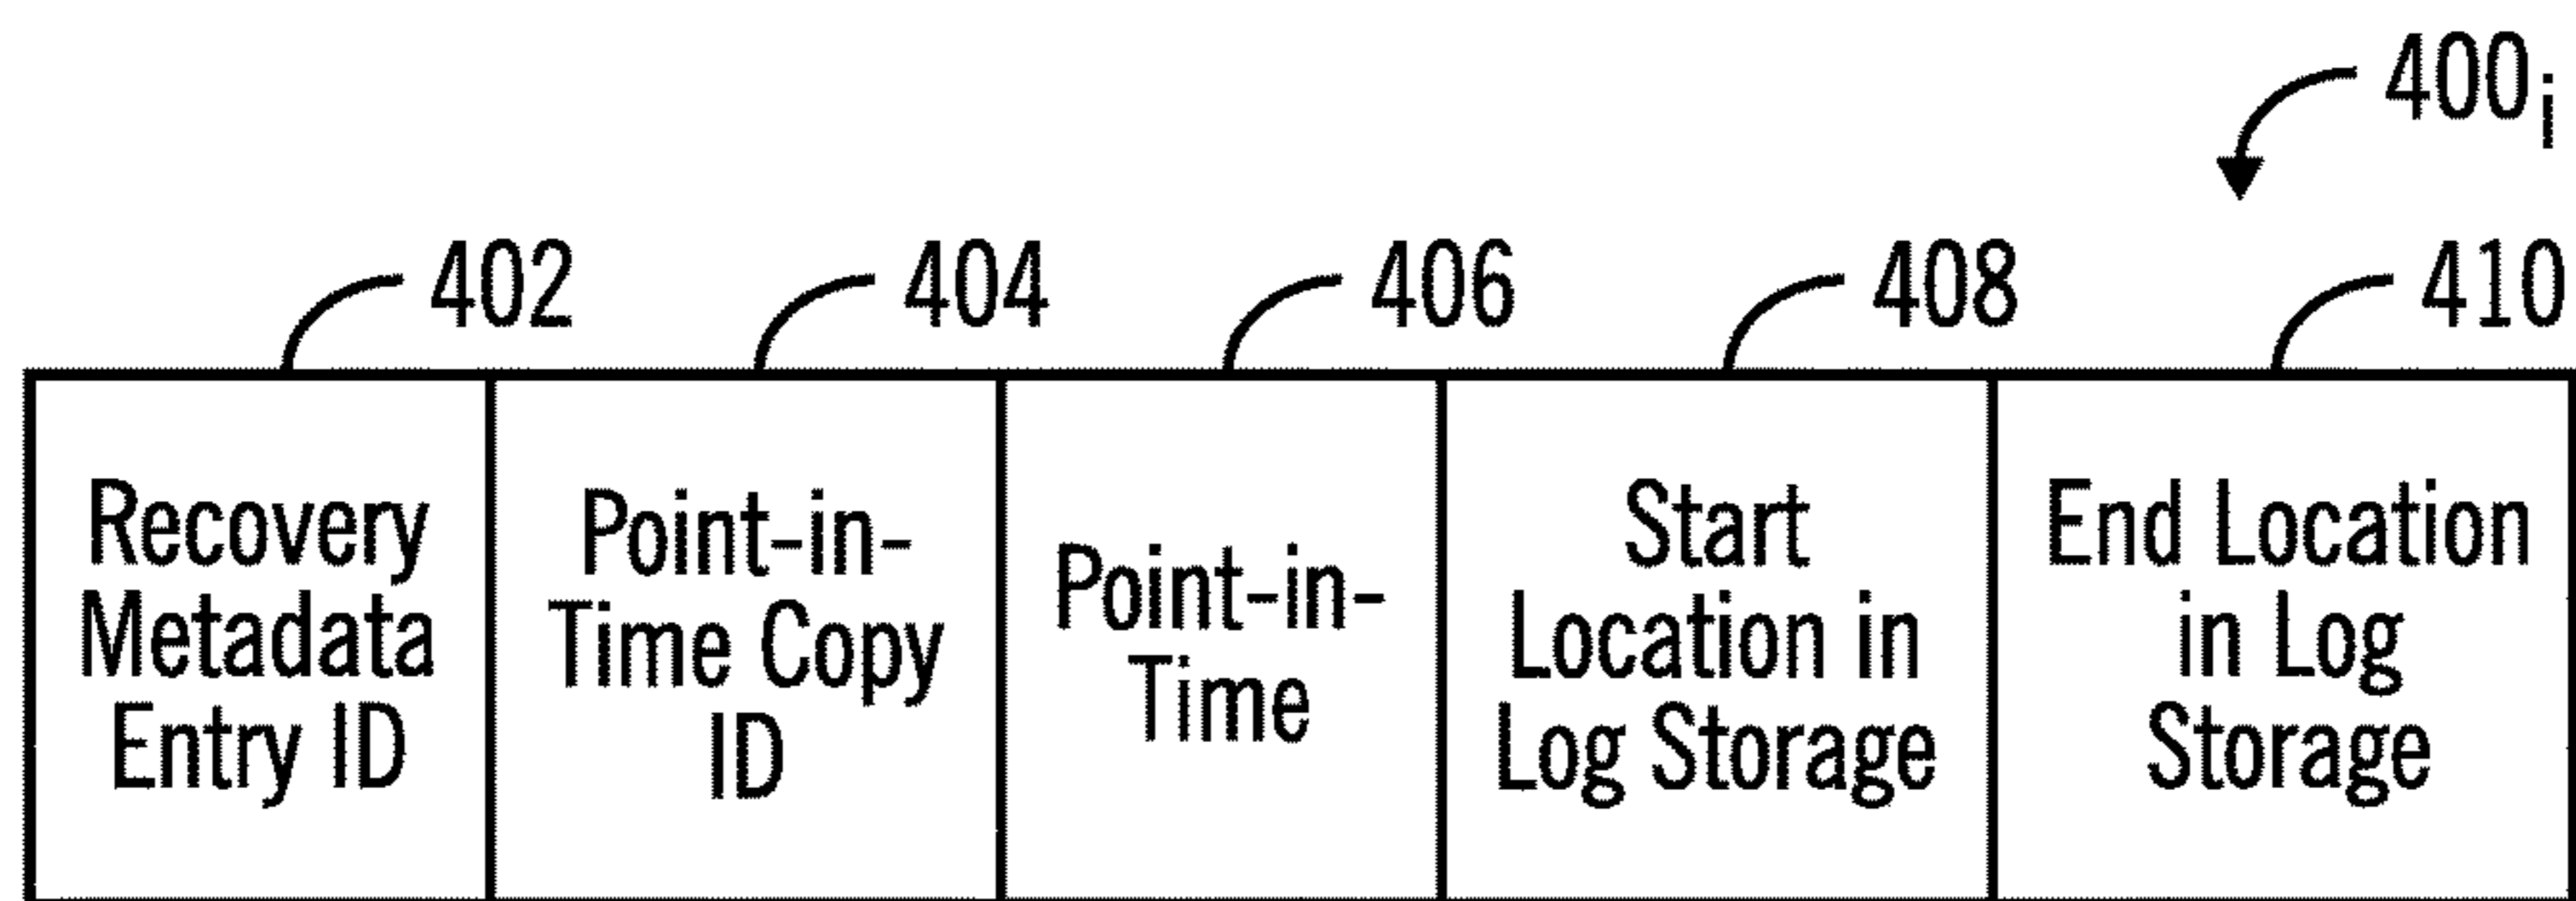 400i
402
404
406
408
410
Recovery
Metadata
Entry ID
Point-in-
Time Copy
ID
Point-in-
Time
Start
Location in
Log Storage
End Location
in Log
Storage